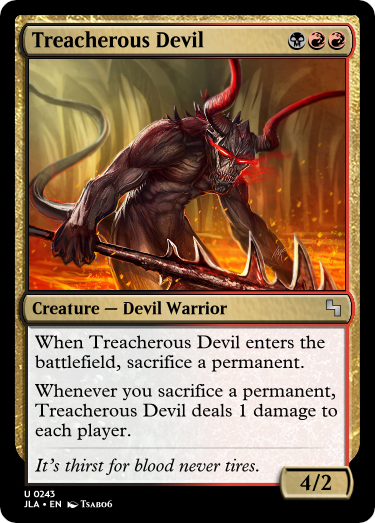 Treacherous Devil
Creature — Devil Warrior
When Treacherous Devil enters the
battlefield, sacrifice a permanent.
Whenever you sacrifice a permanent,
Treacherous Devil deals 1 damage to
each player.
It's thirst for blood never tires.
4/2
U 0243
JLA • EN Tsabo6